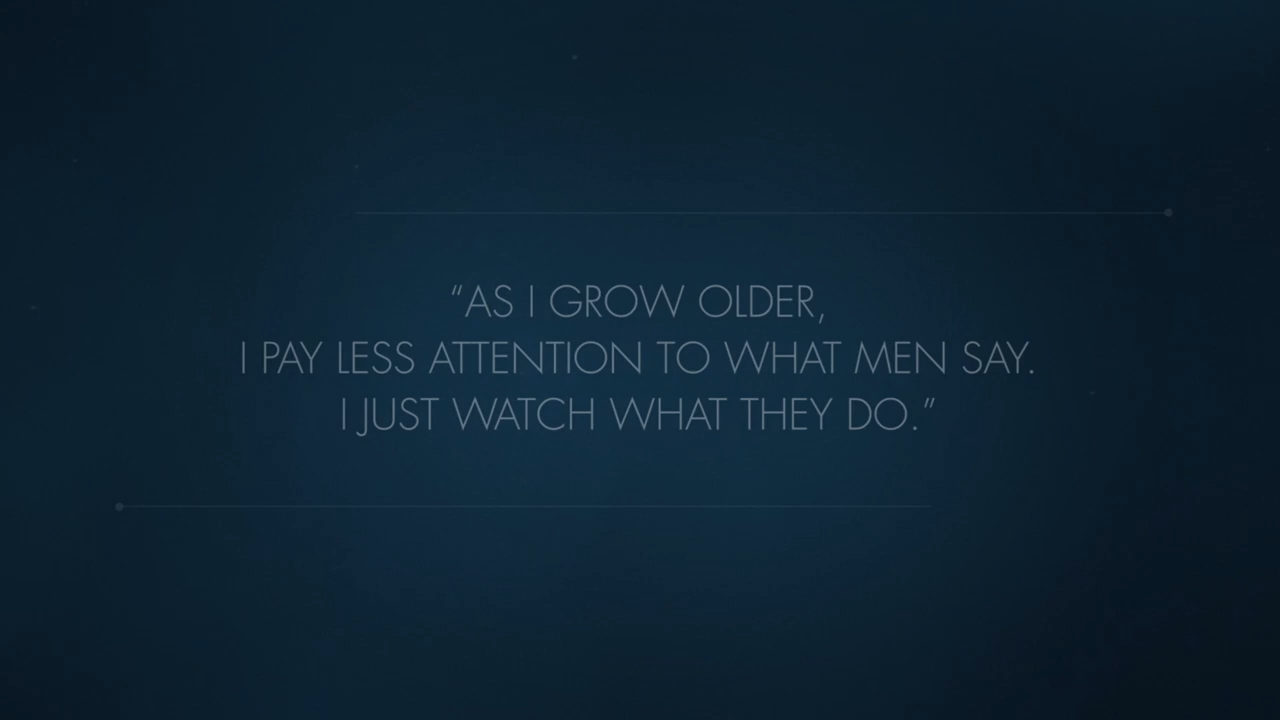 “AS I GROW OLDER,
I PAY LESS ATTENTION TO WHAT MEN SAY.
I JUST WATCH WHAT THEY DO.”